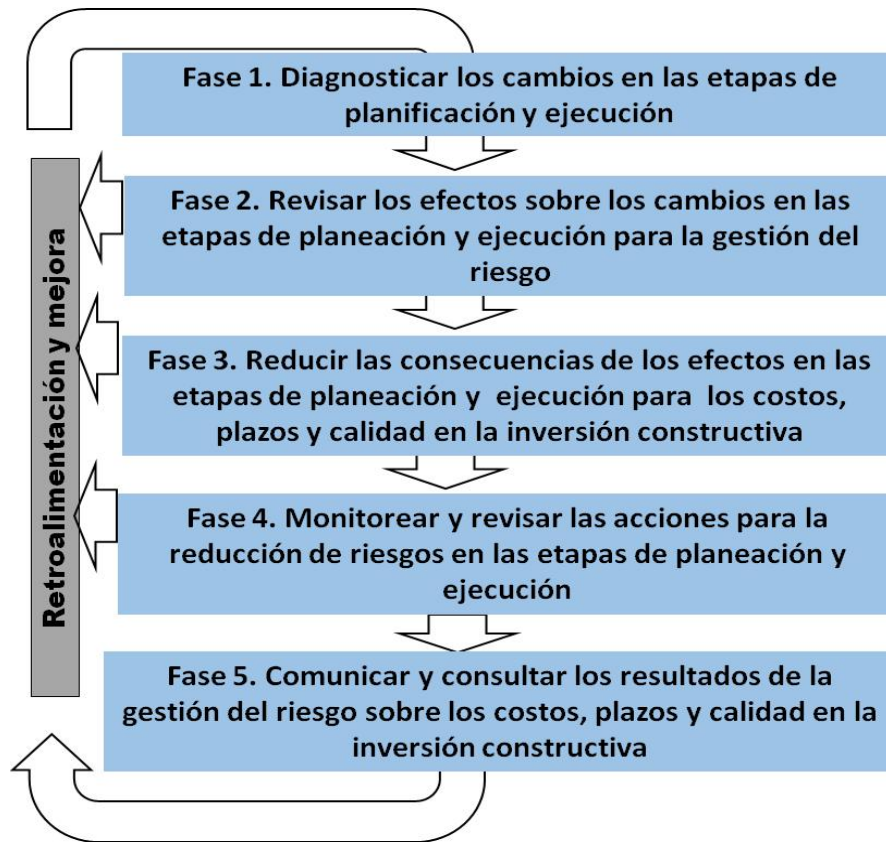 Fase 1. Diagnosticar los cambios en las etapas de
planificación y ejecución
Fase 2. Revisar los efectos sobre los cambios en las
etapas de planeación y ejecución para la gestión del
riesgo
Fase 3. Reducir las consecuencias de los efectos en las
etapas de planeación y ejecución para los costos,
plazos y calidad en la inversión constructiva
Fase 4. Monitorear y revisar las acciones para la
reducción de riesgos en las etapas de planeación y
ejecución
Fase 5. Comunicar y consultar los resultados de la
gestión del riesgo sobre los costos, plazos y calidad en la
inversión constructiva
Retroalimentación y mejora